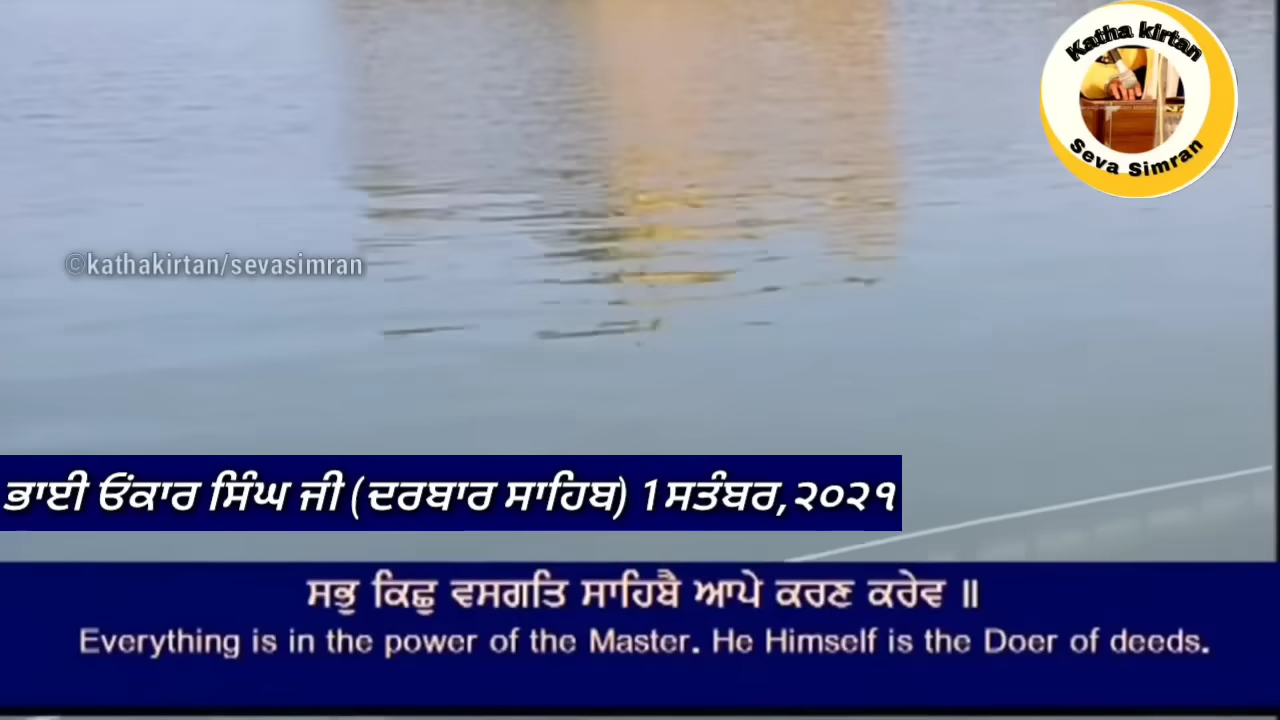 Katha kirtan
Seva Simran
©kathakirtan/sevasimran
ਭਾਈ ਓਂਕਾਰ ਸਿੰਘ ਜੀ (ਦਰਬਾਰ ਸਾਹਿਬ) 1 ਸਤੰਬਰ,੨੦੨੧
ਸਭੁ ਕਿਛੁ ਵਸਗਤਿ ਸਾਹਿਬੈ ਆਪੇ ਕਰਣ ਕਰੇਵ ॥
Everything is in the power of the Master. He Himself is the Doer of deeds.